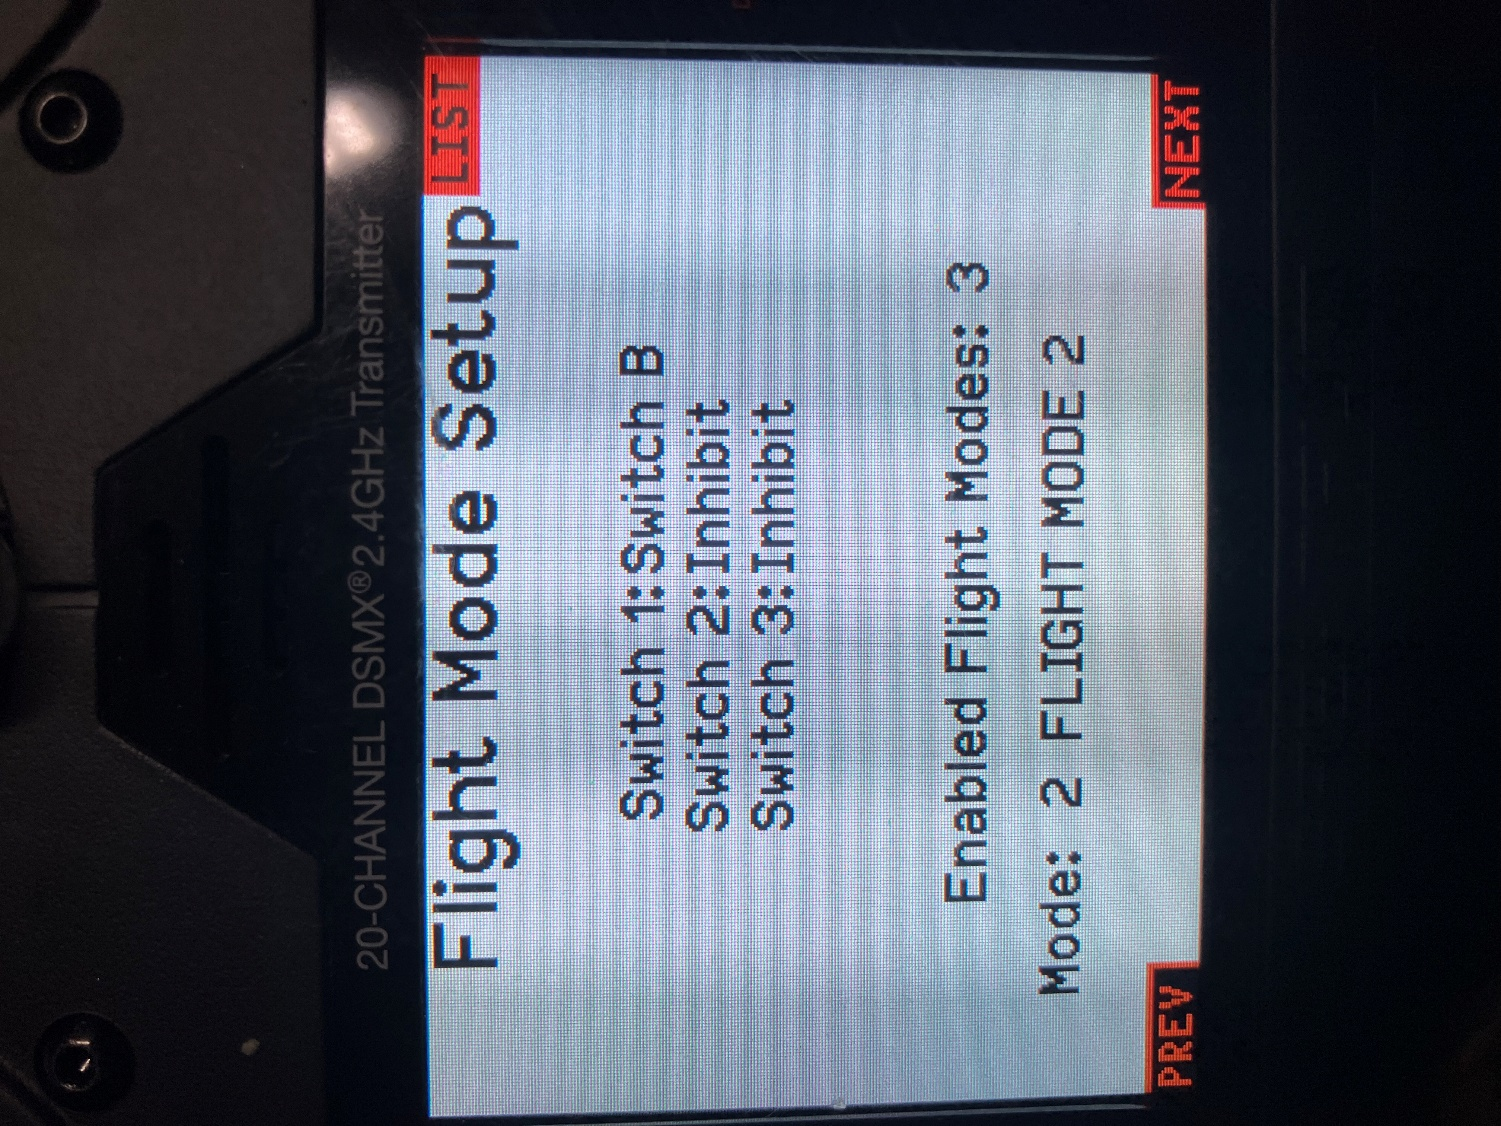 20-CHANNEL DSMX®2.4GHz Transmitter
Flight Mode Setup
LIST
Switch 1:Switch B
Switch 2:Inhibit
Switch 3:Inhibit
Enabled Flight Modes: 3
Mode: 2 FLIGHT MODE 2
PREV
NEXT